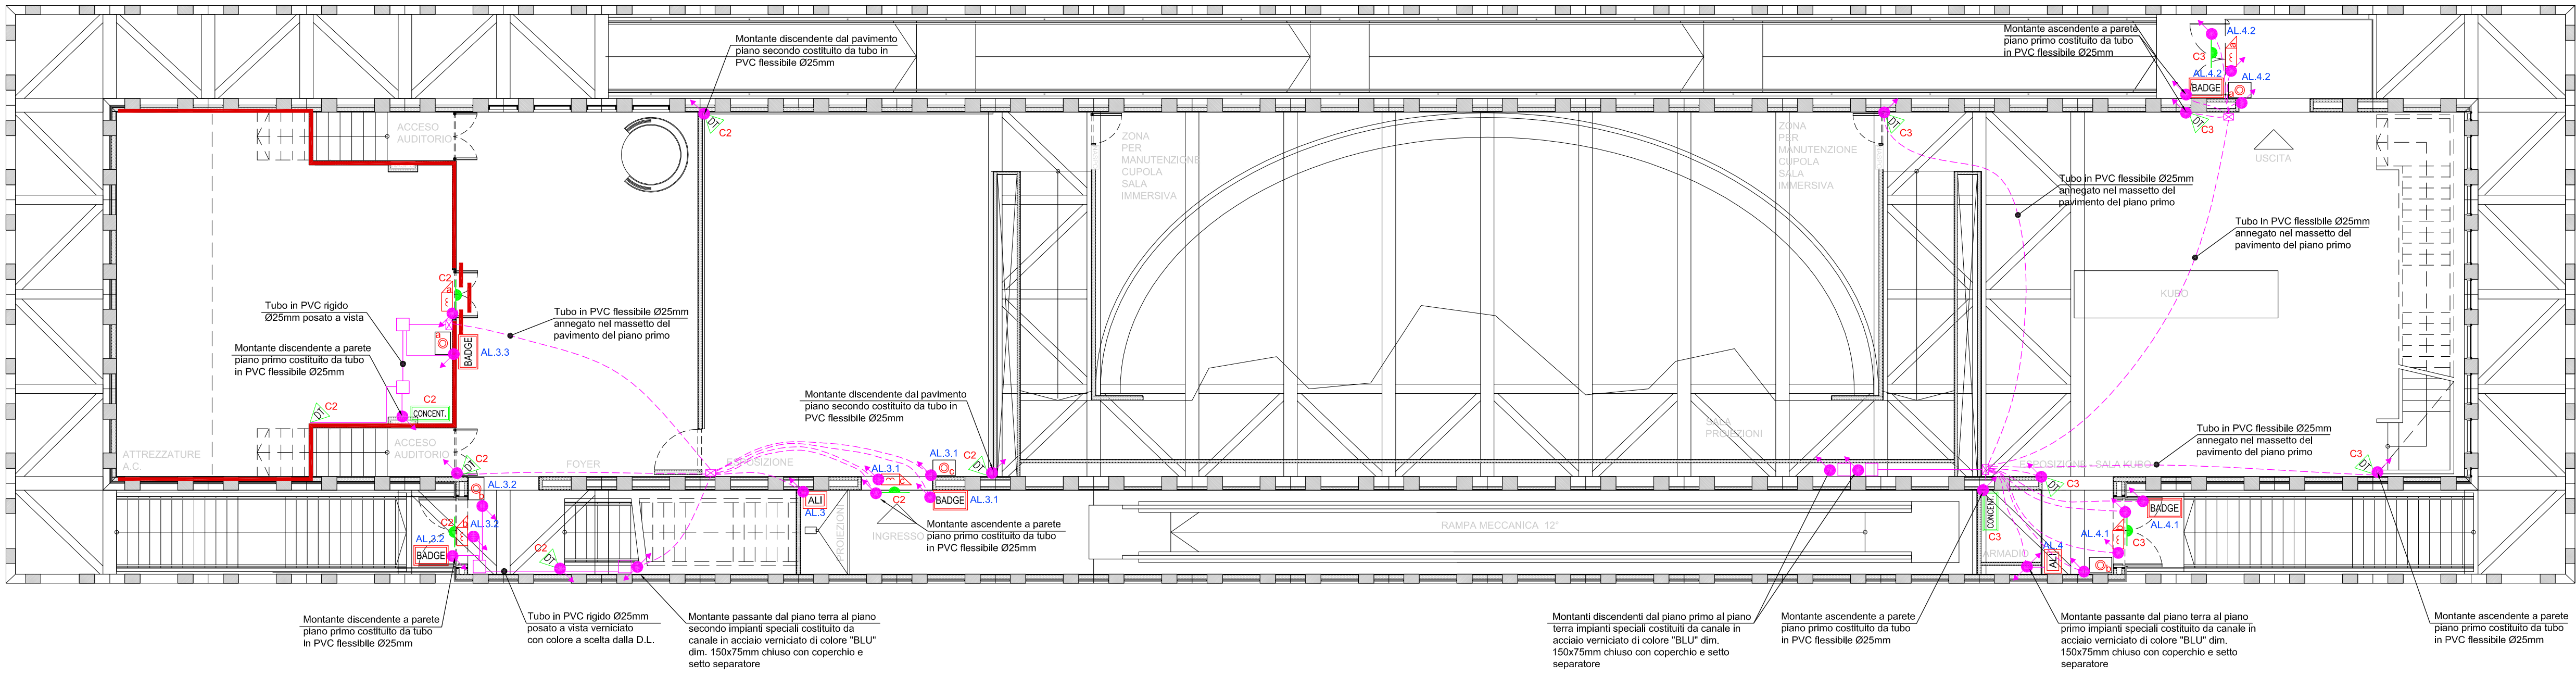 Montante discendente dal pavimento
piano secondo costituito da tubo in
PVC flessibile Ø25mm
DT
C2
ACCESO
AUDITORIO
ZONA
PER
MANUTENZIONE
CUPOLA
SALA
IMMERSIVA
ZONA
PER
MANUTENZIONE
CUPOLA
SALA
IMMERSIVA
DT
C3
Montante ascendente a parete
piano primo costituito da tubo
in PVC flessibile Ø25mm
AL.4.2
C3
AL.4.2
BADGE
AL.4.2
DT
C3
USCITA
Tubo in PVC flessibile Ø25mm
annegato nel massetto del
pavimento del piano primo
Tubo in PVC flessibile Ø25mm
annegato nel massetto del
pavimento del piano primo
KUBO
C2
a
Tubo in PVC rigido
Ø25mm posato a vista
Tubo in PVC flessibile Ø25mm
annegato nel massetto del
pavimento del piano primo
BADGE
AL.3.3
Montante discendente a parete
piano primo costituito da tubo
in PVC flessibile Ø25mm
C2
DT
C2
CONCENT.
Montante discendente dal pavimento
piano secondo costituito da tubo in
PVC flessibile Ø25mm
SALA
PROIEZIONI
Tubo in PVC flessibile Ø25mm
annegato nel massetto del
pavimento del piano primo
ATTREZZATURE
A.C.
ACCESO
AUDITORIO
C2
DT
FOYER
POSIZIONE
AL.3.1
AL.3.1
c
C2
DT
ESPOSIZIONE - SALA KUBO
C3
DT
AL.3.2
b
C2
b
AL.3.2
AL.3.2
BADGE
C2
DT
ALI
AL.3
PROIEZIONI
C2
BADGE
AL.3.1
INGRESSO
Montante ascendente a parete
piano primo costituito da tubo
in PVC flessibile Ø25mm
RAMPA MECCANICA 12°
DT
C3
CONCENT.
C3
ARMADIO
AL.4
ALI
BADGE
AL.4.1
AL.4.1
b
C3
b
Montante discendente a parete
piano primo costituito da tubo
in PVC flessibile Ø25mm
Tubo in PVC rigido Ø25mm
posato a vista verniciato
con colore a scelta dalla D.L.
Montante passante dal piano terra al piano
secondo impianti speciali costituito da
canale in acciaio verniciato di colore "BLU"
dim. 150x75mm chiuso con coperchio e
setto separatore
Montanti discendenti dal piano primo al piano
terra impianti speciali costituiti da canale in
acciaio verniciato di colore "BLU" dim.
150x75mm chiuso con coperchio e setto
separatore
Montante ascendente a parete
piano primo costituito da tubo
in PVC flessibile Ø25mm
Montante passante dal piano terra al piano
primo impianti speciali costituito da canale in
acciaio verniciato di colore "BLU" dim.
150x75mm chiuso con coperchio e setto
separatore
Montante ascendente a parete
piano primo costituito da tubo
in PVC flessibile Ø25mm